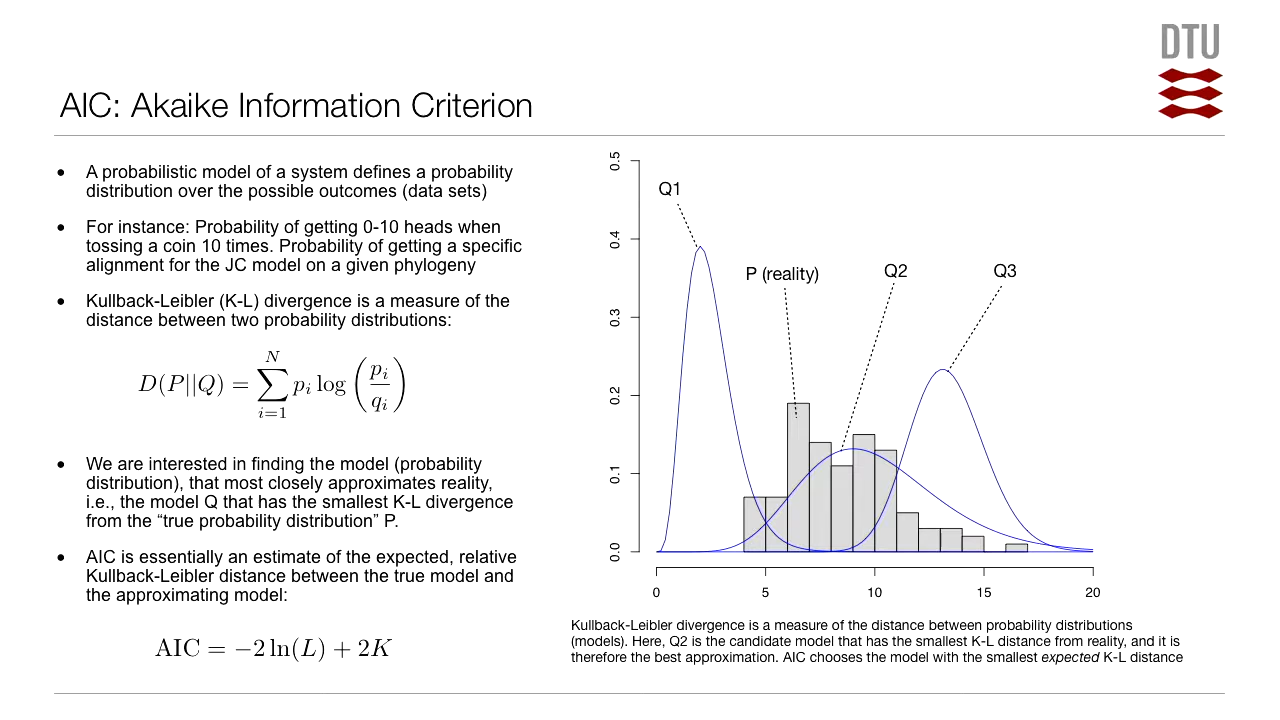 DTU
AIC: Akaike Information Criterion
• A probabilistic model of a system defines a probability
distribution over the possible outcomes (data sets)
• For instance: Probability of getting 0-10 heads when
tossing a coin 10 times. Probability of getting a specific
alignment for the JC model on a given phylogeny
• Kullback-Leibler (K-L) divergence is a measure of the
distance between two probability distributions:
D(P||Q) = \sum_{i=1}^{N} p_i \log \left( \frac{p_i}{q_i} \right)
• We are interested in finding the model (probability
distribution), that most closely approximates reality,
i.e., the model Q that has the smallest K-L divergence
from the “true probability distribution” P.
• AIC is essentially an estimate of the expected, relative
Kullback-Leibler distance between the true model and
the approximating model:
AIC = −2 ln(L) + 2K
0.5
0.4
0.3
0.2
0.1
0.0
Q1
P (reality)
Q2
Q3
0 5 10 15 20
Kullback-Leibler divergence is a measure of the distance between probability distributions
(models). Here, Q2 is the candidate model that has the smallest K-L distance from reality, and it is
therefore the best approximation. AIC chooses the model with the smallest expected K-L distance